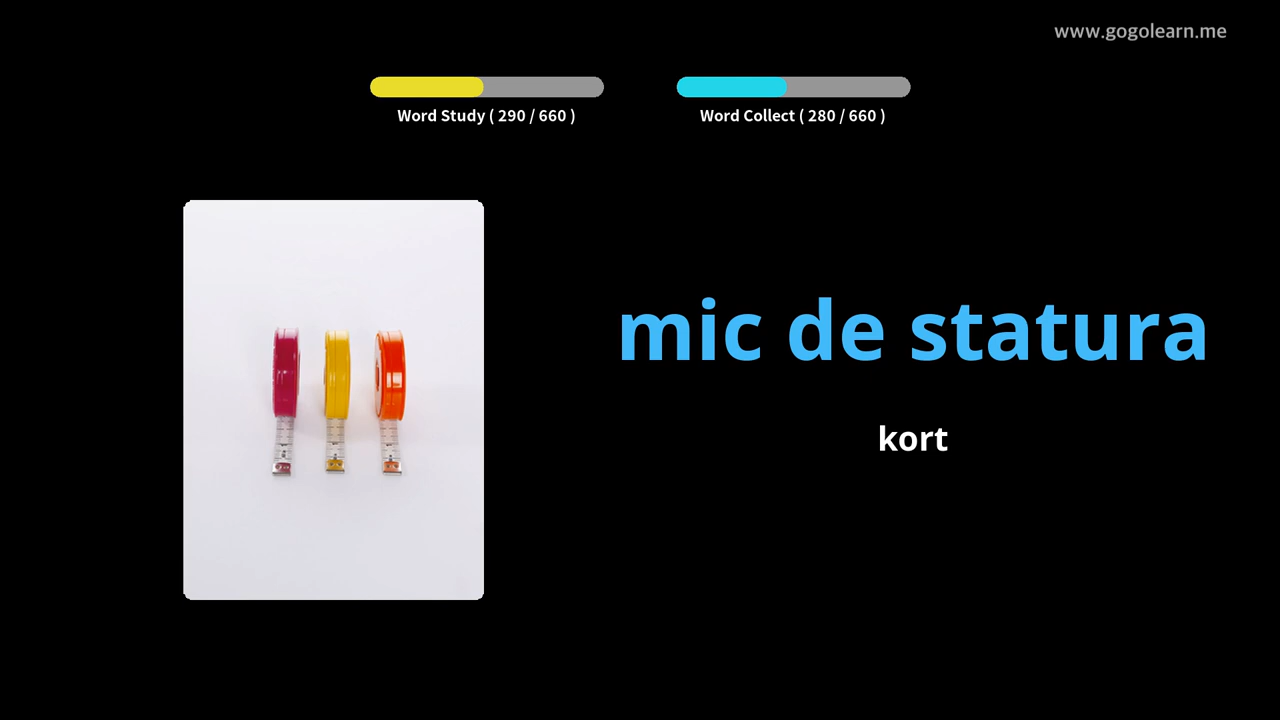 www.gogolearn.me
Word Study ( 290 / 660 )
Word Collect ( 280 / 660 )
mic de statura
kort